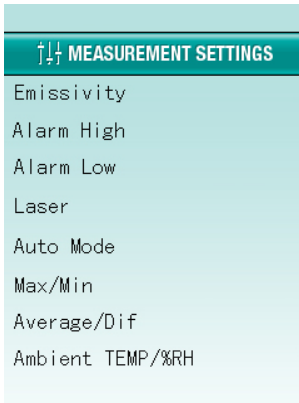 MEASUREMENT SETTINGS
Emissivity
Alarm High
Alarm Low
Laser
Auto Mode
Max/Min
Average/Dif
Ambient TEMP/%RH